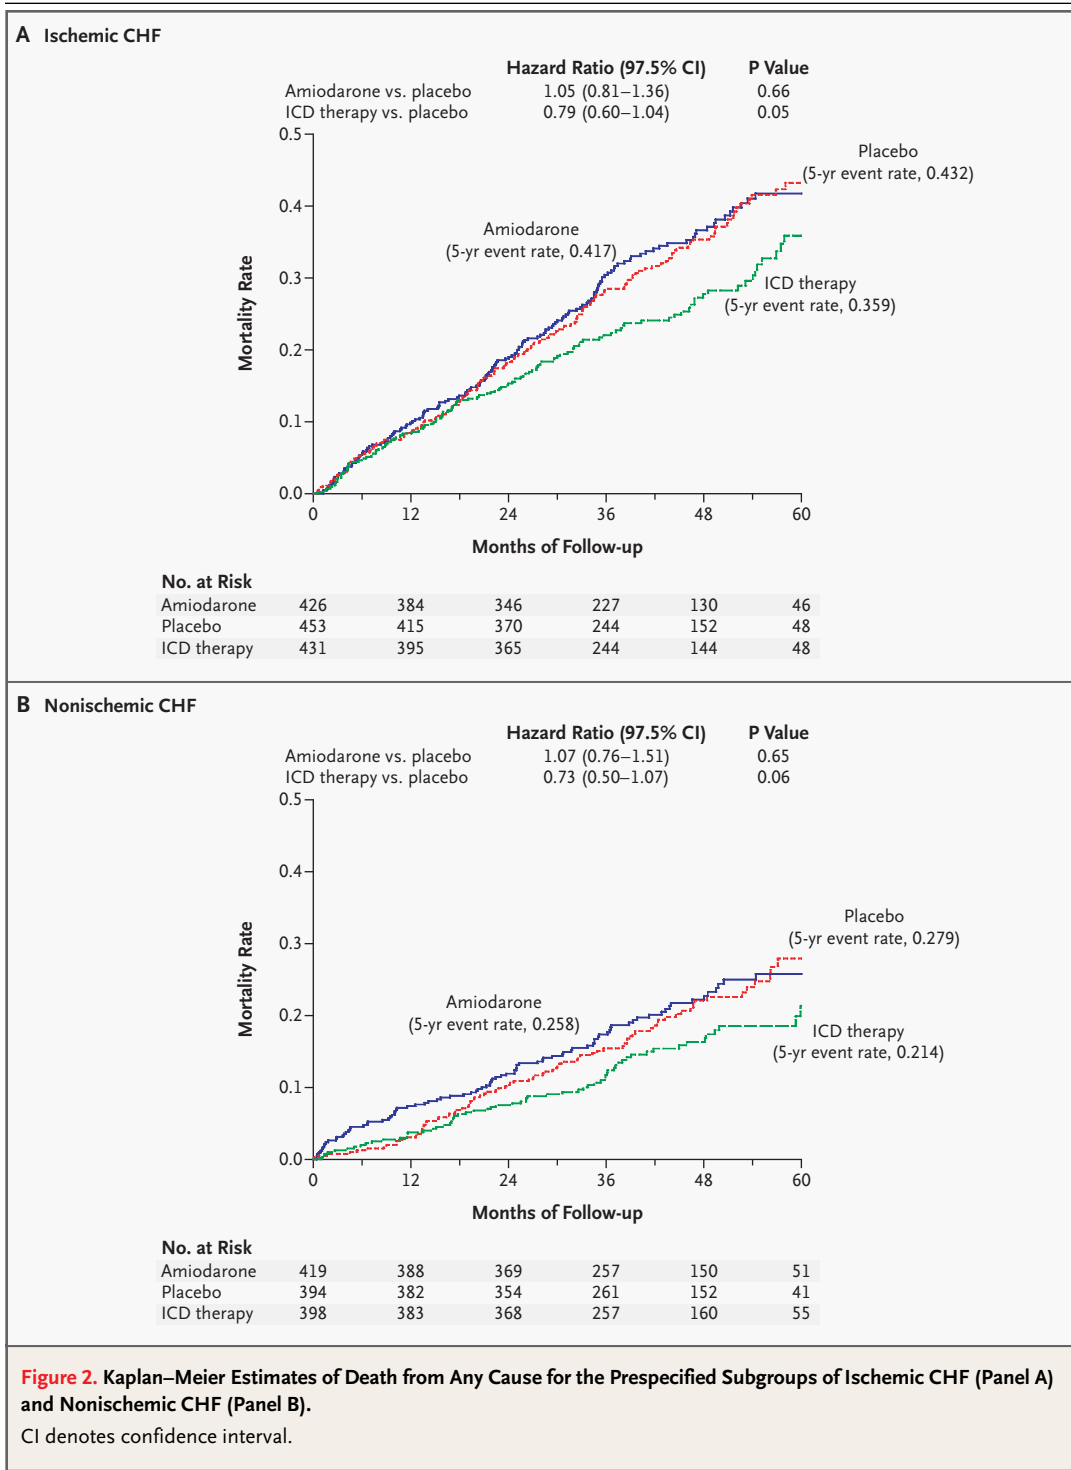 A Ischemic CHF
Hazard Ratio (97.5% CI) P Value
Amiodarone vs. placebo 1.05 (0.81–1.36) 0.66
ICD therapy vs. placebo 0.79 (0.60–1.04) 0.05
0.5
0.4
0.3
0.2
0.1
0.0
Mortality Rate
Placebo
(5-yr event rate, 0.432)
Amiodarone
(5-yr event rate, 0.417)
ICD therapy
(5-yr event rate, 0.359)
0 12 24 36 48 60
Months of Follow-up
No. at Risk
Amiodarone 426 384 346 227 130 46
Placebo 453 415 370 244 152 48
ICD therapy 431 395 365 244 144 48
B Nonischemic CHF
Hazard Ratio (97.5% CI) P Value
Amiodarone vs. placebo 1.07 (0.76–1.51) 0.65
ICD therapy vs. placebo 0.73 (0.50–1.07) 0.06
0.5
0.4
0.3
0.2
0.1
0.0
Mortality Rate
Placebo
(5-yr event rate, 0.279)
Amiodarone
(5-yr event rate, 0.258)
ICD therapy
(5-yr event rate, 0.214)
0 12 24 36 48 60
Months of Follow-up
No. at Risk
Amiodarone 419 388 369 257 150 51
Placebo 394 382 354 261 152 41
ICD therapy 398 383 368 257 160 55
Figure 2. Kaplan–Meier Estimates of Death from Any Cause for the Prespecified Subgroups of Ischemic CHF (Panel A)
and Nonischemic CHF (Panel B).
CI denotes confidence interval.